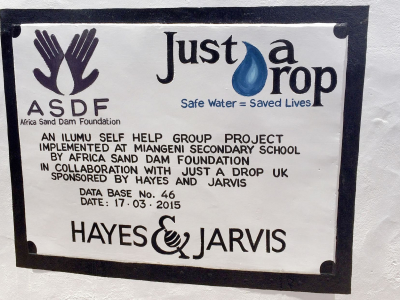 ASDF
Africa Sand Dam Foundation
Just a Drop
Safe Water = Saved Lives
AN ILUMU SELF HELP GROUP PROJECT
IMPLEMENTED AT MIANGENI SECONDARY SCHOOL
BY AFRICA SAND DAM FOUNDATION
IN COLLABORATION WITH JUST A DROP UK
SPONSORED BY HAYES AND JARVIS
DATA BASE No. 46
DATE: 17.03.2015
HAYES & JARVIS